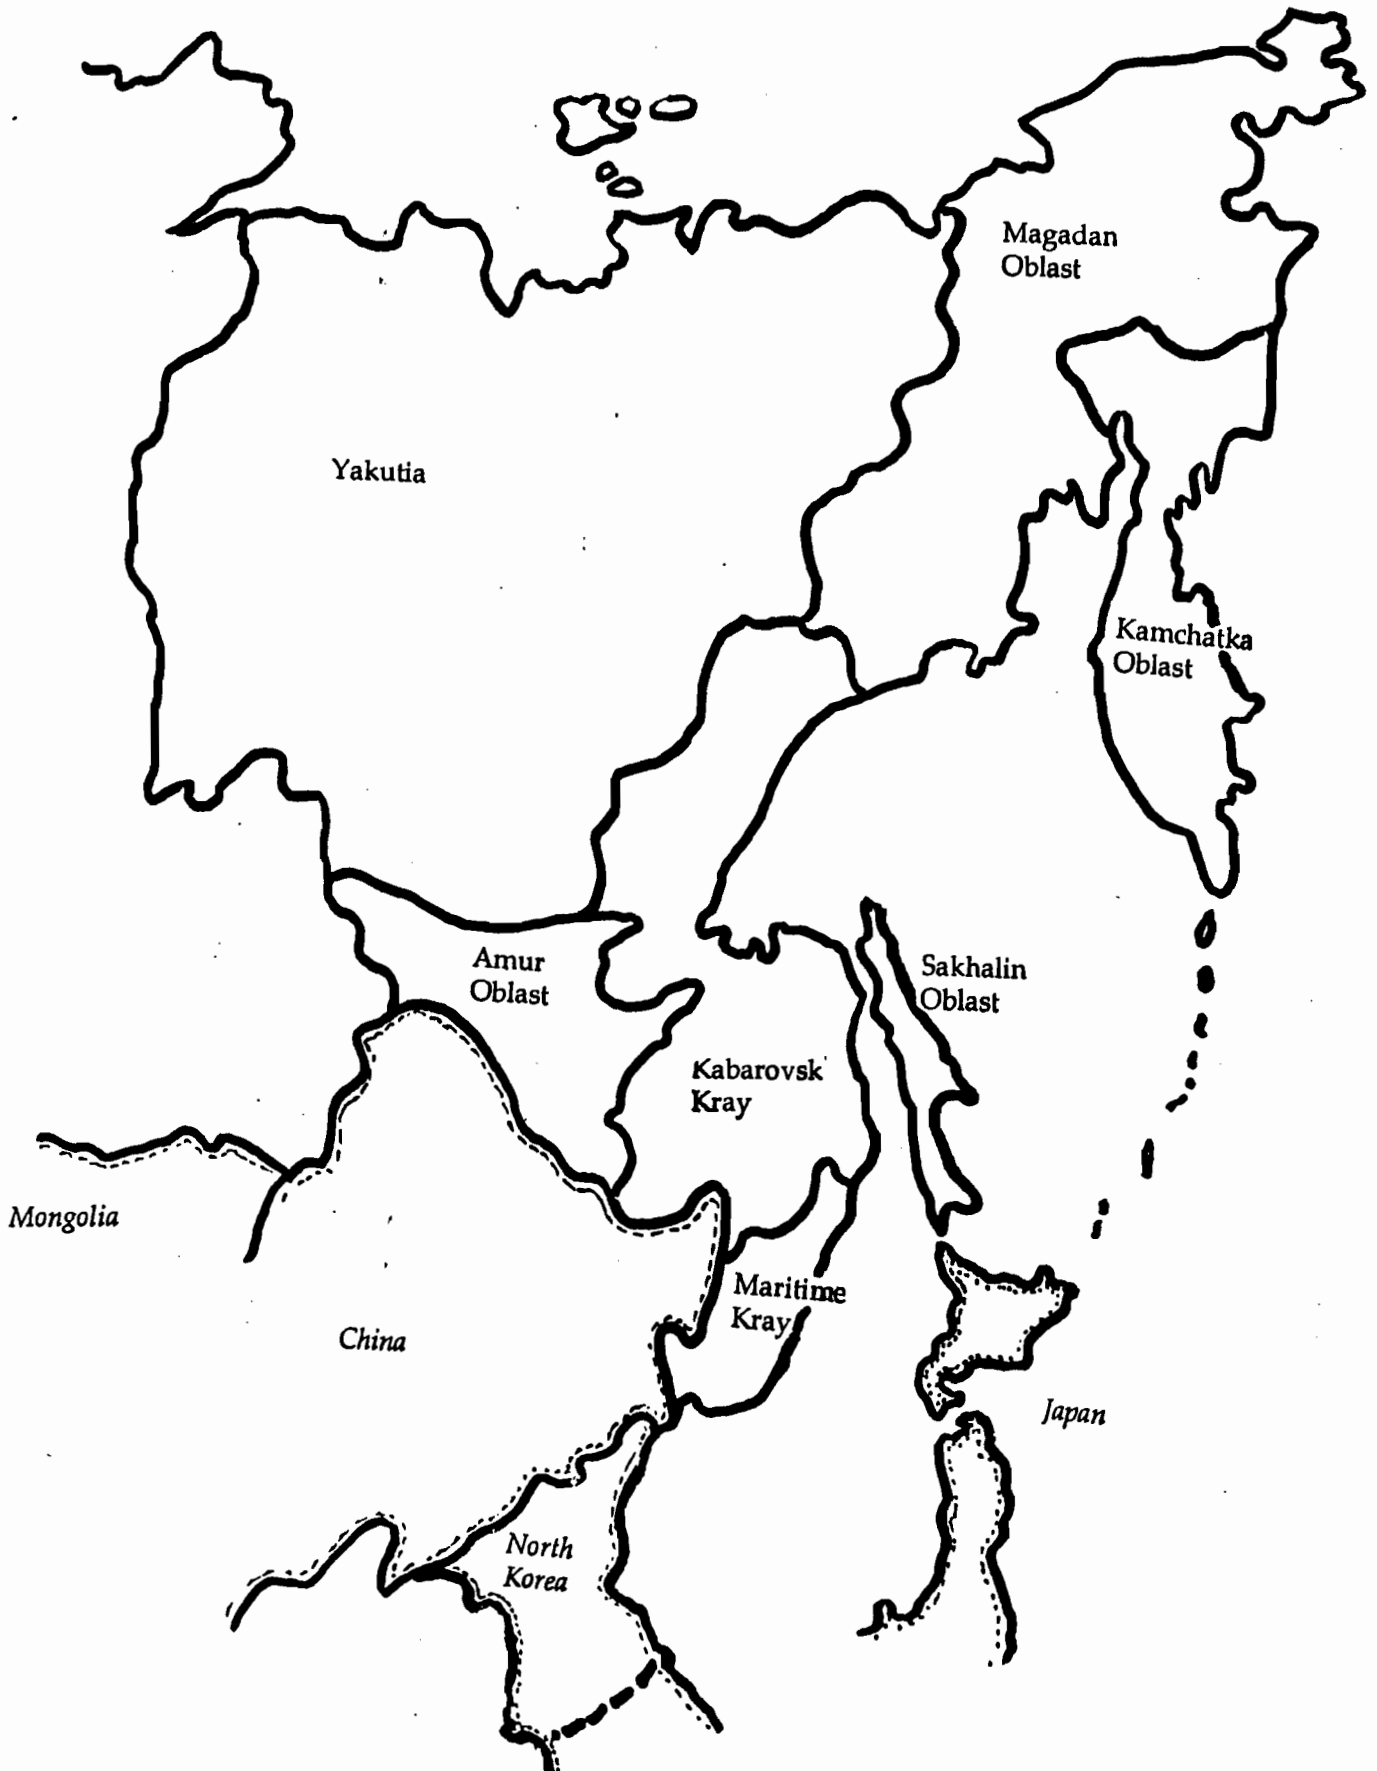 Magadan
Oblast
Yakutia
Kamchatka
Oblast
Amur
Oblast
Sakhalin
Oblast
Kabarovsk
Kray
Mongolia
Maritime
Kray
China
Japan
North
Korea